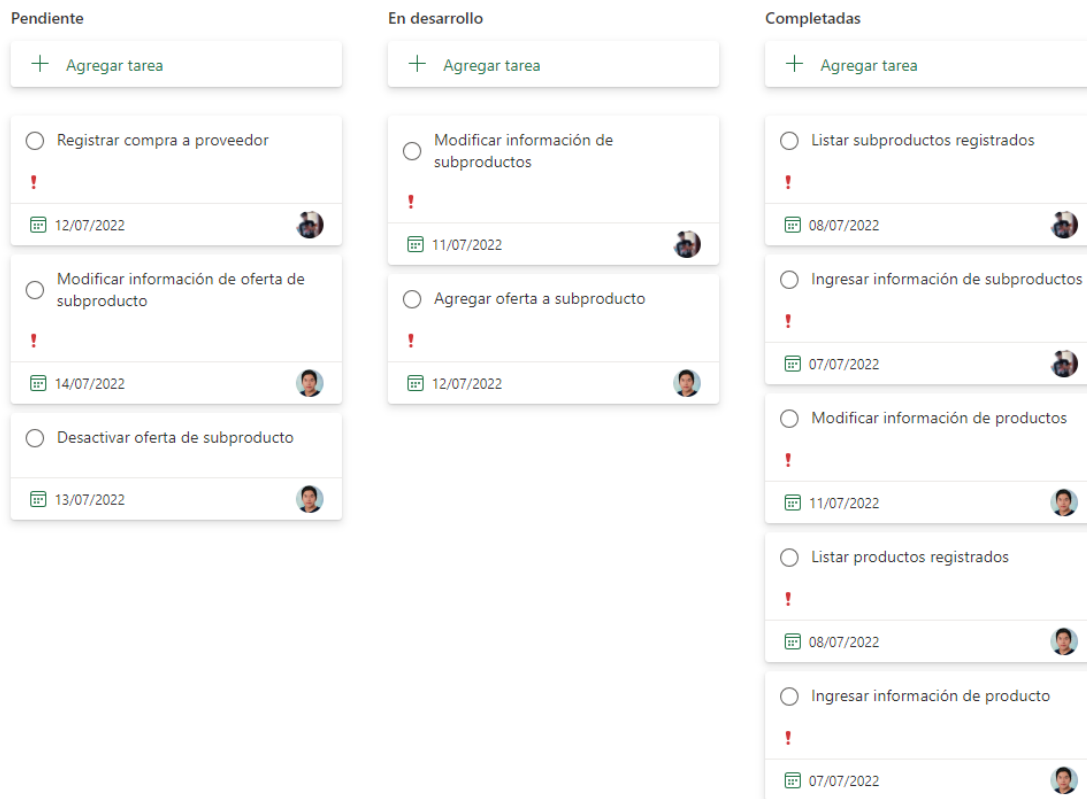 Pendiente
Agregar tarea
Registrar compra a proveedor
12/07/2022
Modificar información de oferta de
subproducto
14/07/2022
Desactivar oferta de subproducto
13/07/2022
En desarrollo
Agregar tarea
Modificar información de
subproductos
11/07/2022
Agregar oferta a subproducto
12/07/2022
Completadas
Agregar tarea
Listar subproductos registrados
08/07/2022
Ingresar información de subproductos
07/07/2022
Modificar información de productos
11/07/2022
Listar productos registrados
08/07/2022
Ingresar información de producto
07/07/2022